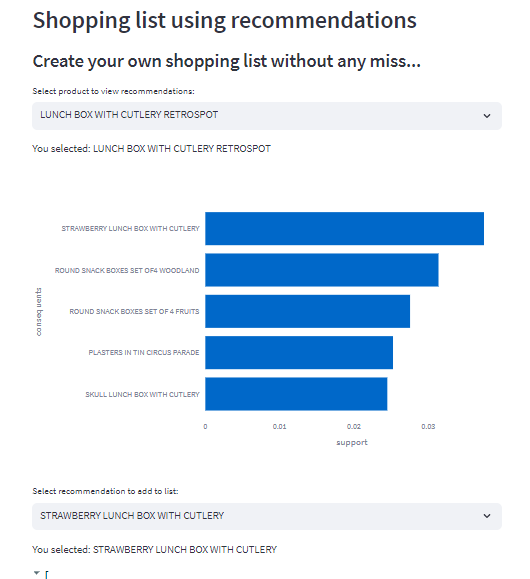 Shopping list using recommendations
Create your own shopping list without any miss...
Select product to view recommendations:
LUNCH BOX WITH CUTLERY RETROSPOT
You selected: LUNCH BOX WITH CUTLERY RETROSPOT
consequents
STRAWBERRY LUNCH BOX WITH CUTLERY
ROUND SNACK BOXES SET OF4 WOODLAND
ROUND SNACK BOXES SET OF 4 FRUITS
PLASTERS IN TIN CIRCUS PARADE
SKULL LUNCH BOX WITH CUTLERY
0 0.01 0.02 0.03
support
Select recommendation to add to list:
STRAWBERRY LUNCH BOX WITH CUTLERY
You selected: STRAWBERRY LUNCH BOX WITH CUTLERY
[